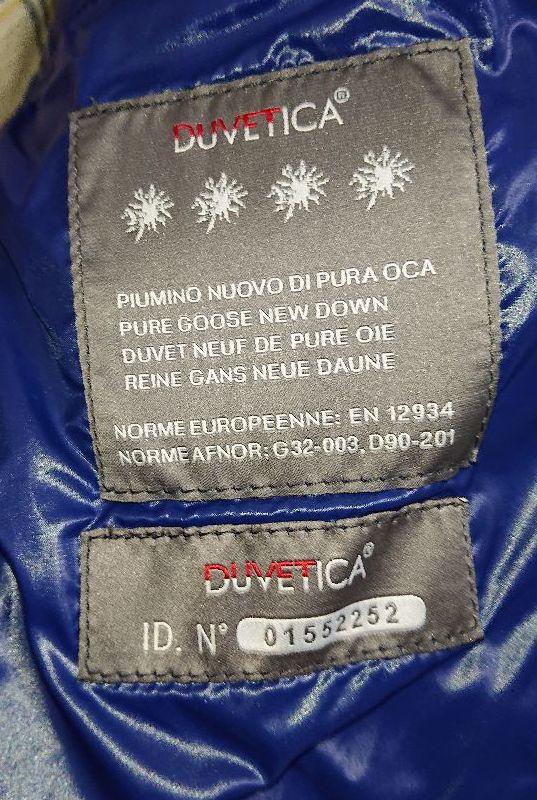 DUVETICA®
PIUMINO NUOVO DI PURA OCA
PURE GOOSE NEW DOWN
DUVET NEUF DE PURE OIE
REINE GANS NEUE DAUNE
NORME EUROPEENNE: EN 12934
NORME AFNOR: G32-003, D90-201
DUVETICA®
ID. N° 01552252